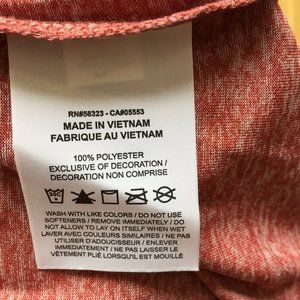 RN#56323 - CA#05553
MADE IN VIETNAM
FABRIQUE AU VIETNAM
100% POLYESTER
EXCLUSIVE OF DECORATION /
DECORATION NON COMPRISE
WASH WITH LIKE COLORS / DO NOT USE
SOFTENERS / REMOVE IMMEDIATELY / DO
NOT ALLOW TO LAY ON ITSELF WHEN WET
LAVER AVEC COULEURS SIMILAIRES / NE PAS
UTILISER D'ADOUCISSEUR / ENLEVER
IMMÉDIATEMENT / NE PAS LAISSER LE
VÊTEMENT PLIÉ LORSQU'IL EST MOUILLÉ